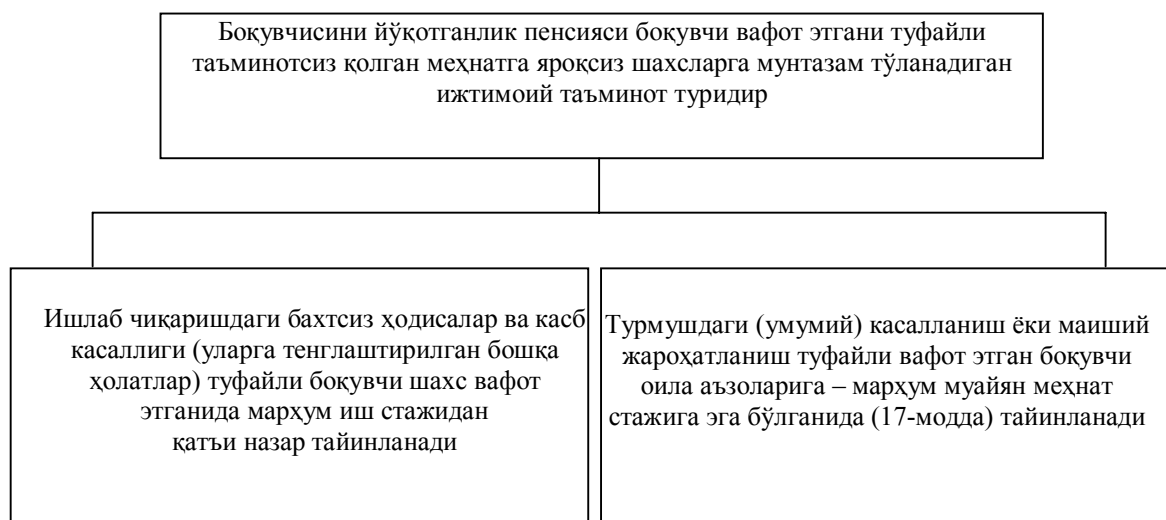 Боқувчисини йўқотганлик пенсияси боқувчи вафот этгани туфайли
таъминотсиз қолган меҳнатга яроқсиз шахсларга мунтазам тўланадиган
ижтимоий таъминот туридир
Ишлаб чиқаришдаги бахтсиз ҳодисалар ва касб
касаллиги (уларга тенглаштирилган бошқа
ҳолатлар) туфайли боқувчи шахс вафот
этганида марҳум иш стажидан
қатъи назар тайинланади
Турмушдаги (умумий) касалланиш ёки маиший
жароҳатланиш туфайли вафот этган боқувчи
оила аъзоларига – марҳум муайян меҳнат
стажига эга бўлганида (17-модда) тайинланади